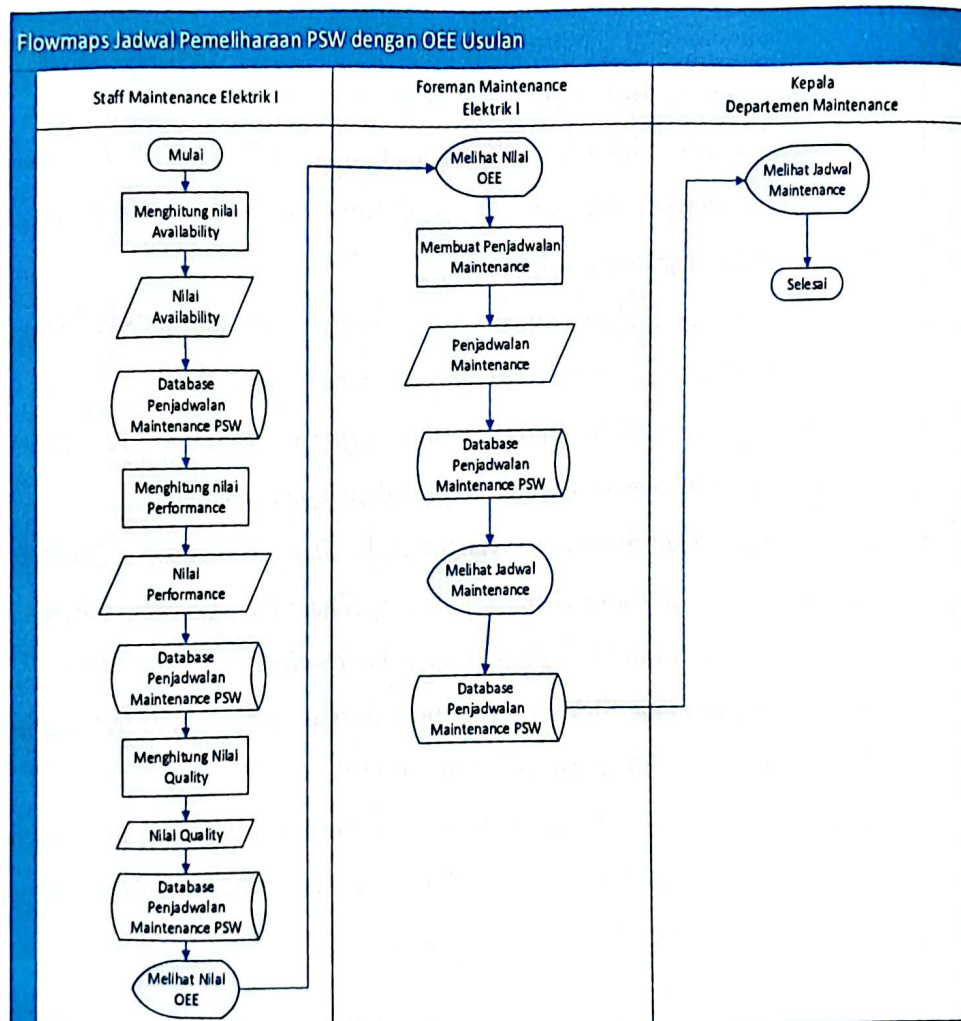 Flowmaps Jadwal Pemeliharaan PSW dengan OEE Usulan
Staff Maintenance Elektrik I
Foreman Maintenance
Elektrik I
Kepala
Departemen Maintenance
Mulai
Menghitung nilai
Availability
Nilai
Availability
Database
Penjadwalan
Maintenance PSW
Menghitung nilai
Performance
Nilai
Performance
Database
Penjadwalan
Maintenance PSW
Menghitung Nilai
Quality
Nilai Quality
Database
Penjadwalan
Maintenance PSW
Melihat Nilai
OEE
Melihat Nilai
OEE
Membuat Penjadwalan
Maintenance
Penjadwalan
Maintenance
Database
Penjadwalan
Maintenance PSW
Melihat Jadwal
Maintenance
Database
Penjadwalan
Maintenance PSW
Melihat Jadwal
Maintenance
Selesai